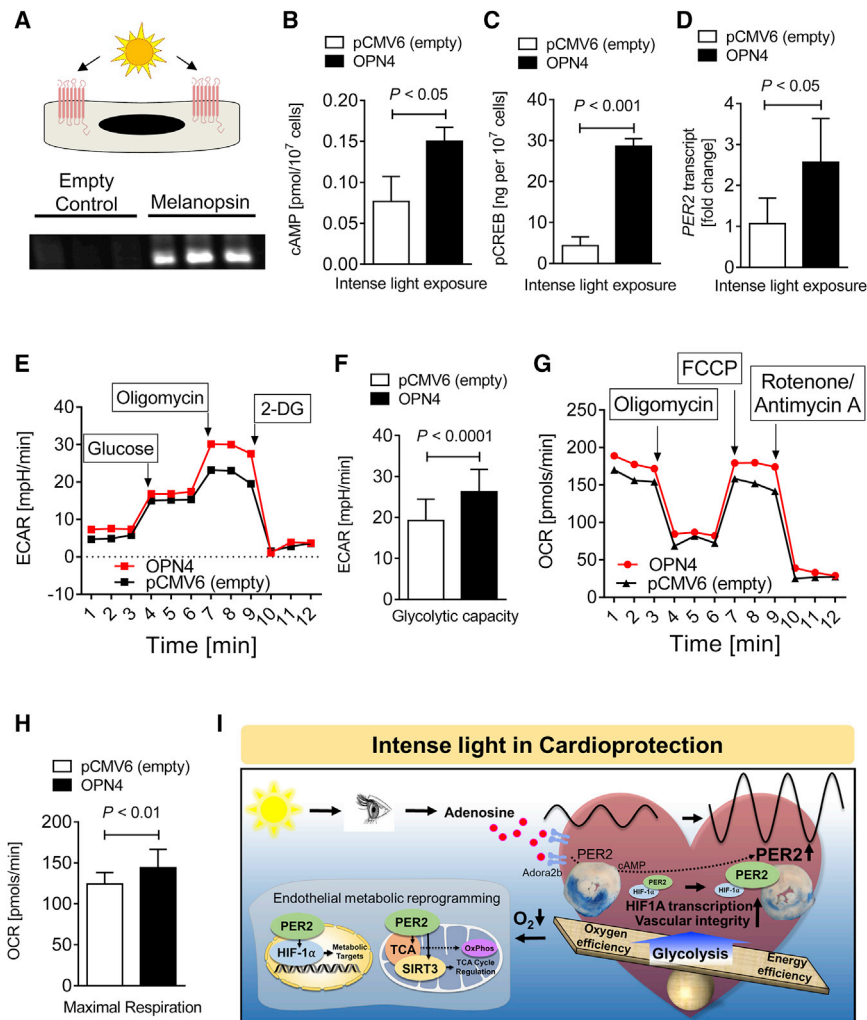 A
Empty
Control
Melanopsin
B
pCMV6 (empty)
OPN4
P < 0.05
cAMP [pmol/10⁷ cells]
0.20
0.15
0.10
0.05
0.00
Intense light exposure
C
pCMV6 (empty)
OPN4
P < 0.001
pCREB [ng per 10⁷ cells]
40
30
20
10
0
Intense light exposure
D
pCMV6 (empty)
OPN4
P < 0.05
PER2 transcript
[fold change]
4
3
2
1
0
Intense light exposure
E
Glucose
Oligomycin
2-DG
ECAR [mpH/min]
40
30
20
10
0
-10
OPN4
pCMV6 (empty)
1 2 3 4 5 6 7 8 9 10 11 12
Time [min]
F
pCMV6 (empty)
OPN4
P < 0.0001
ECAR [mpH/min]
40
30
20
10
0
Glycolytic capacity
G
FCCP
Oligomycin
Rotenone/
Antimycin A
OCR [pmols/min]
250
200
150
100
50
0
OPN4
pCMV6 (empty)
1 2 3 4 5 6 7 8 9 10 11 12
Time [min]
H
pCMV6 (empty)
OPN4
P < 0.01
OCR [pmols/min]
200
150
100
50
0
Maximal Respiration
I
Intense light in Cardioprotection
Adenosine
Adora2b
PER2
cAMP
PER2
PER2
HIF-1α
PER2
HIF-1α
HIF1A transcription
Vascular integrity
O₂
Oxygen
efficiency
Glycolysis
Energy
efficiency
Endothelial metabolic reprogramming
PER2
HIF-1α
Metabolic
Targets
PER2
TCA
SIRT3
OxPhos
TCA Cycle
Regulation